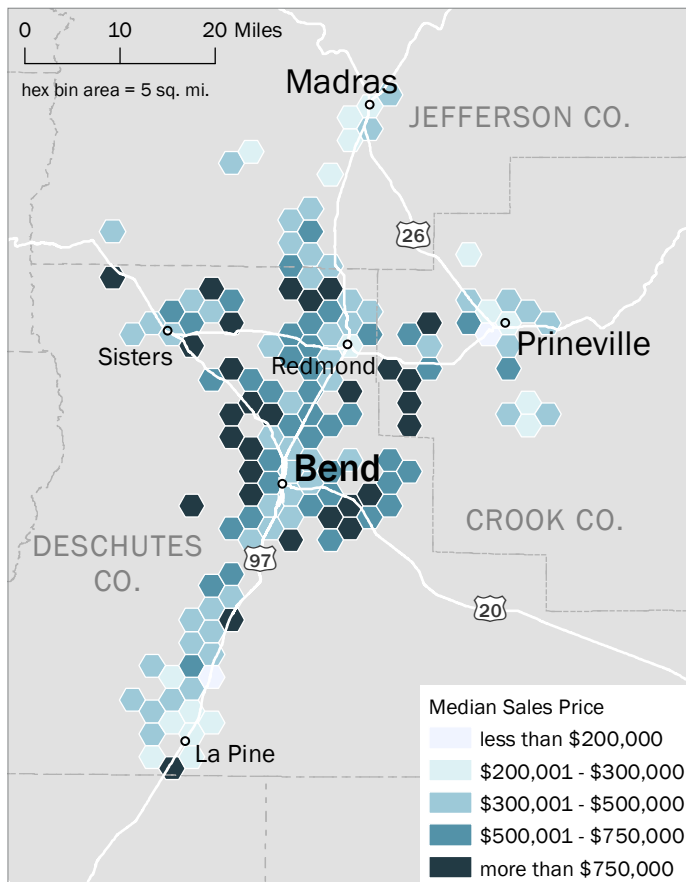 0 10 20 Miles
hex bin area = 5 sq. mi.
Madras
JEFFERSON CO.
26
Sisters
Redmond
Prineville
Bend
DESCHUTES
CO.
CROOK CO.
97
20
La Pine
Median Sales Price
less than $200,000
$200,001 - $300,000
$300,001 - $500,000
$500,001 - $750,000
more than $750,000